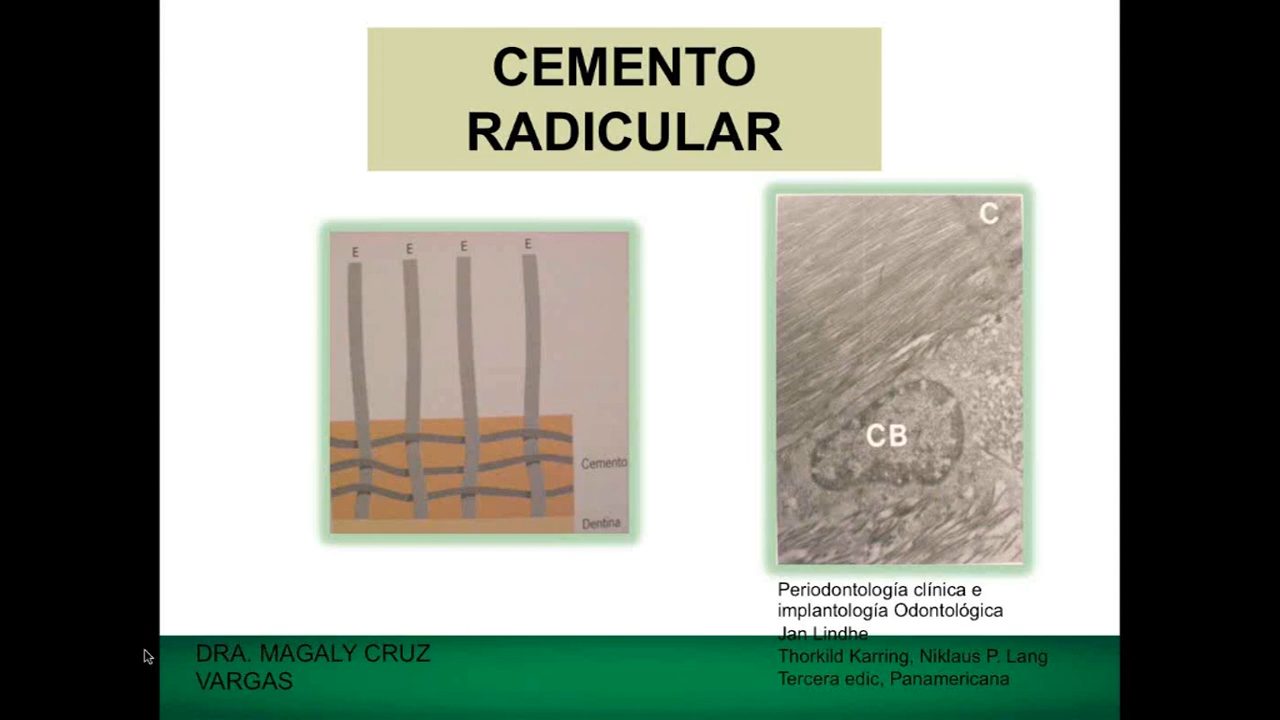 CEMENTO
RADICULAR
E E E E
Cemento
Dentina
C
CB
Periodontología clínica e
implantología Odontológica
Jan Lindhe
Thorkild Karring, Niklaus P. Lang
Tercera edic, Panamericana
DRA. MAGALY CRUZ
VARGAS